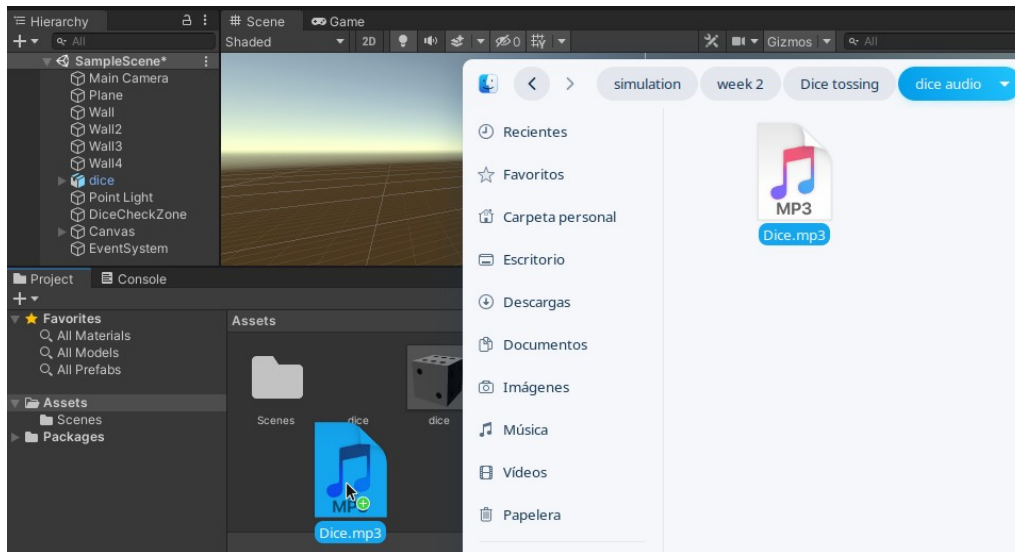 Hierarchy
All
SampleScene*
Main Camera
Plane
Wall
Wall2
Wall3
Wall4
dice
Point Light
DiceCheckZone
Canvas
EventSystem
# Scene
Game
Shaded
2D
0
Gizmos
All
Project
Console
Favorites
All Materials
All Models
All Prefabs
Assets
Scenes
Packages
Assets
Scenes
dice
dice
MP3
Dice.mp3
simulation
week 2
Dice tossing
dice audio
Recientes
Favoritos
Carpeta personal
Escritorio
Descargas
Documentos
Imágenes
Música
Vídeos
Papelera
MP3
Dice.mp3